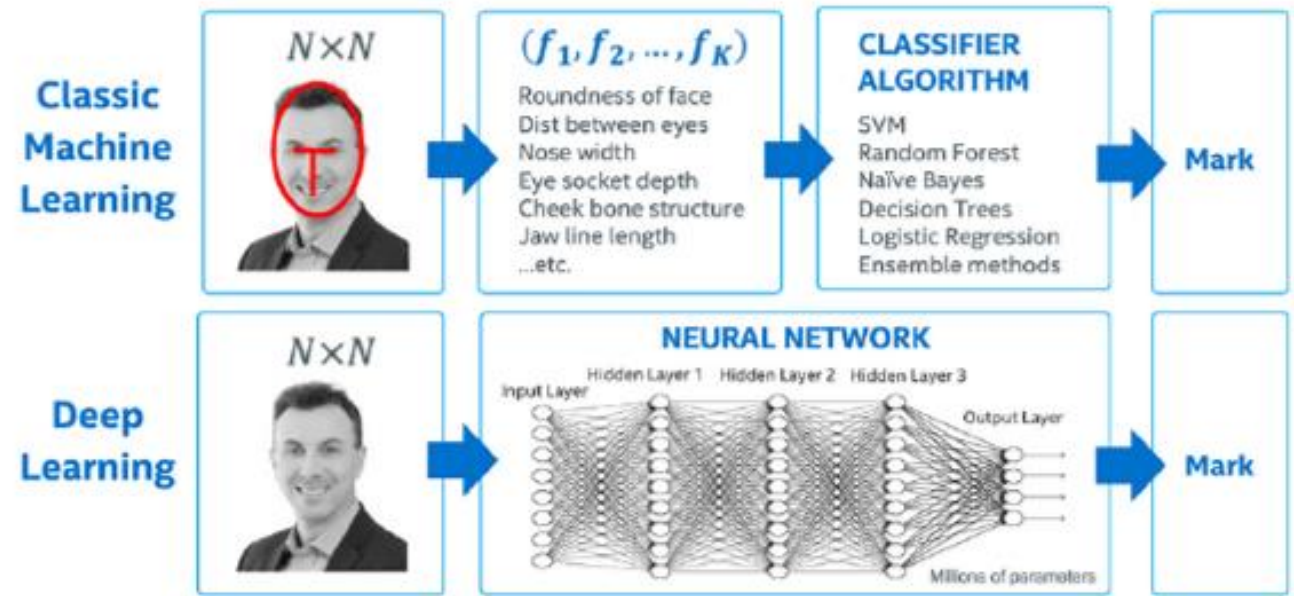 Classic
Machine
Learning
N×N
(f₁, f₂, ..., f_K)
Roundness of face
Dist between eyes
Nose width
Eye socket depth
Cheek bone structure
Jaw line length
...etc.
CLASSIFIER
ALGORITHM
SVM
Random Forest
Naïve Bayes
Decision Trees
Logistic Regression
Ensemble methods
Mark
Deep
Learning
N×N
NEURAL NETWORK
Input Layer
Hidden Layer 1
Hidden Layer 2
Hidden Layer 3
Output Layer
Millions of parameters
Mark